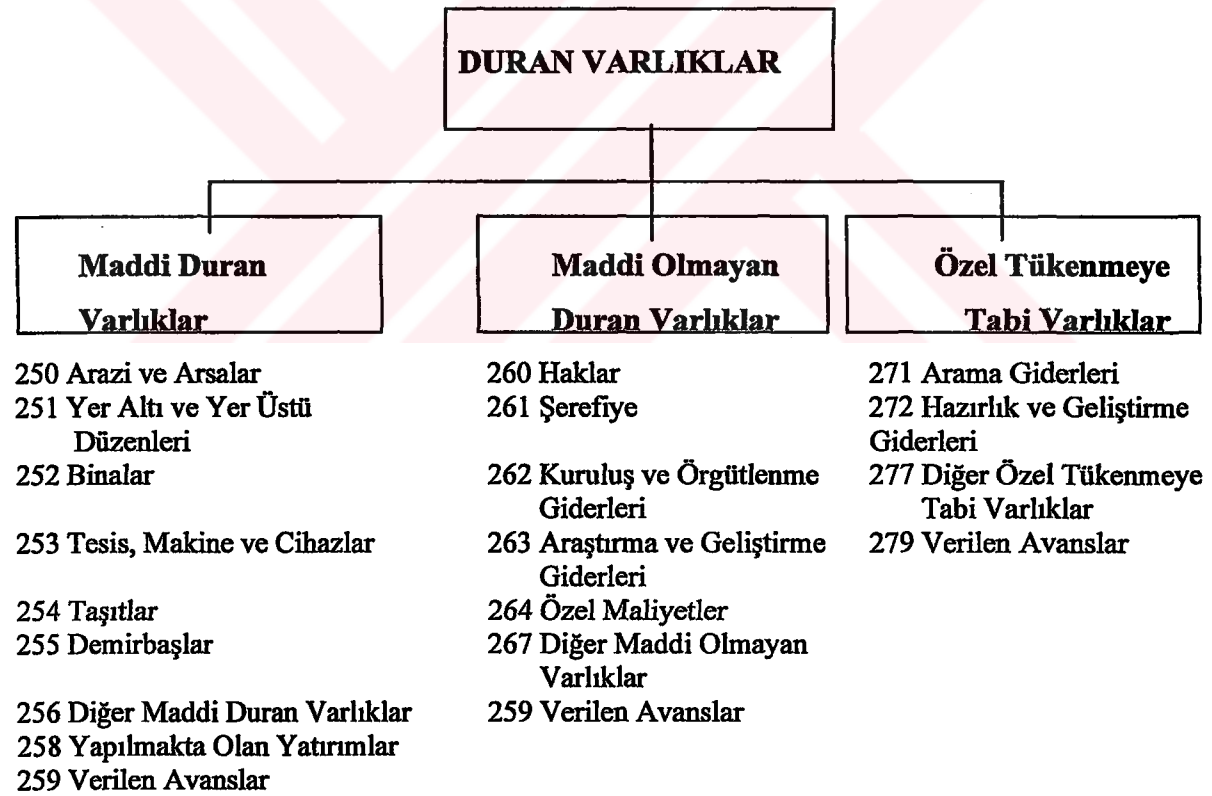 DURAN VARLIKLAR
Maddi Duran
Varlıklar
250 Arazi ve Arsalar
251 Yer Altı ve Yer Üstü
Düzenleri
252 Binalar
253 Tesis, Makine ve Cihazlar
254 Taşıtlar
255 Demirbaşlar
256 Diğer Maddi Duran Varlıklar
258 Yapılmakta Olan Yatırımlar
259 Verilen Avanslar
Maddi Olmayan
Duran Varlıklar
260 Haklar
261 Şerefiye
262 Kuruluş ve Örgütlenme
Giderleri
263 Araştırma ve Geliştirme
Giderleri
264 Özel Maliyetler
267 Diğer Maddi Olmayan
Varlıklar
259 Verilen Avanslar
Özel Tükenmeye
Tabi Varlıklar
271 Arama Giderleri
272 Hazırlık ve Geliştirme
Giderleri
277 Diğer Özel Tükenmeye
Tabi Varlıklar
279 Verilen Avanslar